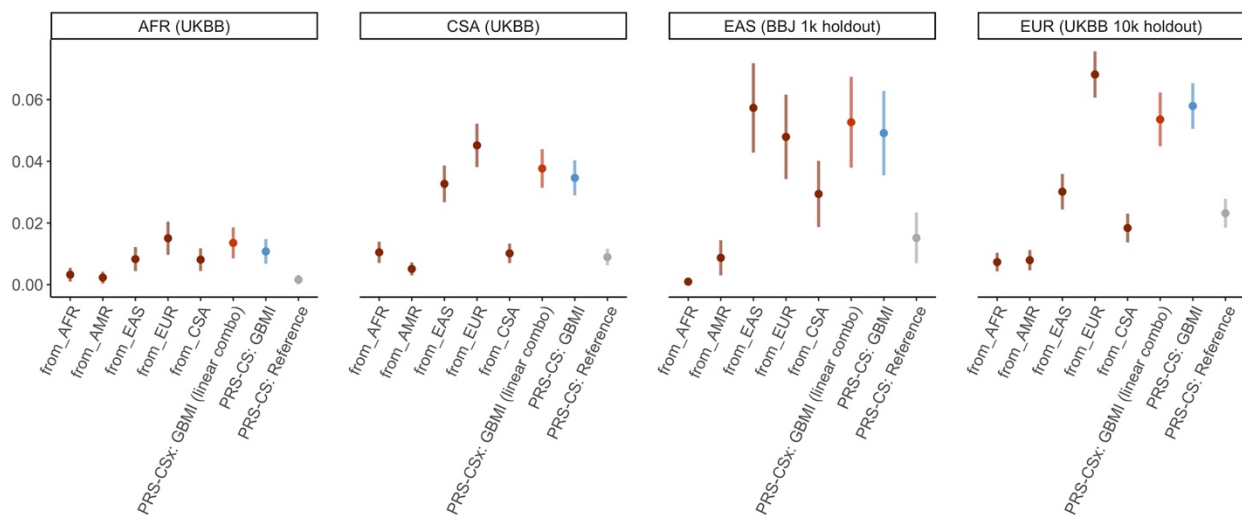 AFR (UKBB)
CSA (UKBB)
EAS (BBJ 1k holdout)
EUR (UKBB 10k holdout)
0.06
0.04
0.02
0.00
from_AFR
from_AMR
from_EAS
from_EUR
from_CSA
PRS-CSx: GBMI (linear combo)
PRS-CS: GBMI
PRS-CS: Reference
from_AFR
from_AMR
from_EAS
from_EUR
from_CSA
PRS-CSx: GBMI (linear combo)
PRS-CS: GBMI
PRS-CS: Reference
from_AFR
from_AMR
from_EAS
from_EUR
from_CSA
PRS-CSx: GBMI (linear combo)
PRS-CS: GBMI
PRS-CS: Reference
from_AFR
from_AMR
from_EAS
from_EUR
from_CSA
PRS-CSx: GBMI (linear combo)
PRS-CS: GBMI
PRS-CS: Reference